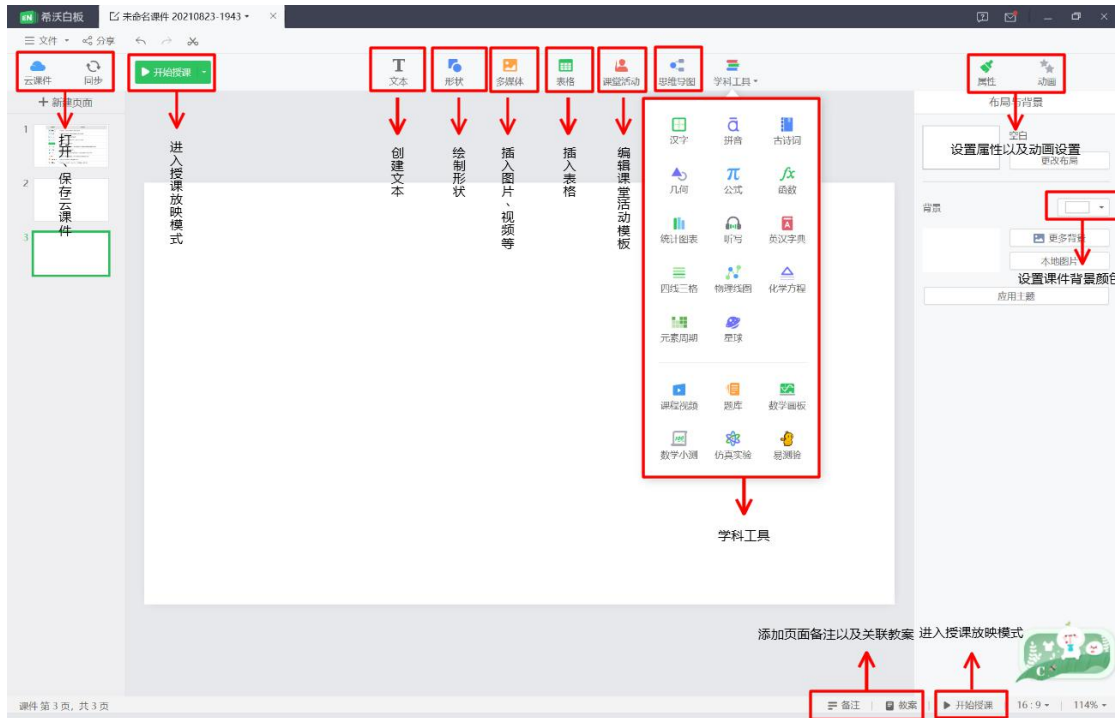 希沃白板 未命名课件 20210823-1943
文件 分享
云课件 同步 开始授课 文本 形状 多媒体 表格 课堂活动 思维导图 学科工具 属性 动画
新建页面
布局与背景
1
2
3
打开、保存云课件
进入授课放映模式
创建文本
绘制形状
插入图片、视频等
插入表格
编辑课堂活动模板
汉字 拼音 古诗词
几何 公式 函数
统计图表 听写 英汉字典
四线三格 物理线图 化学方程
元素周期 星球
课程视频 题库 数学画板
数学小测 仿真实验 易测验
学科工具
空白
设置属性以及动画设置
更改布局
背景
更多背景
本地图片
设置课件背景颜色
应用主题
添加页面备注以及关联教案 进入授课放映模式
课件 第 3 页, 共 3 页 备注 教案 开始授课 16 : 9 114%